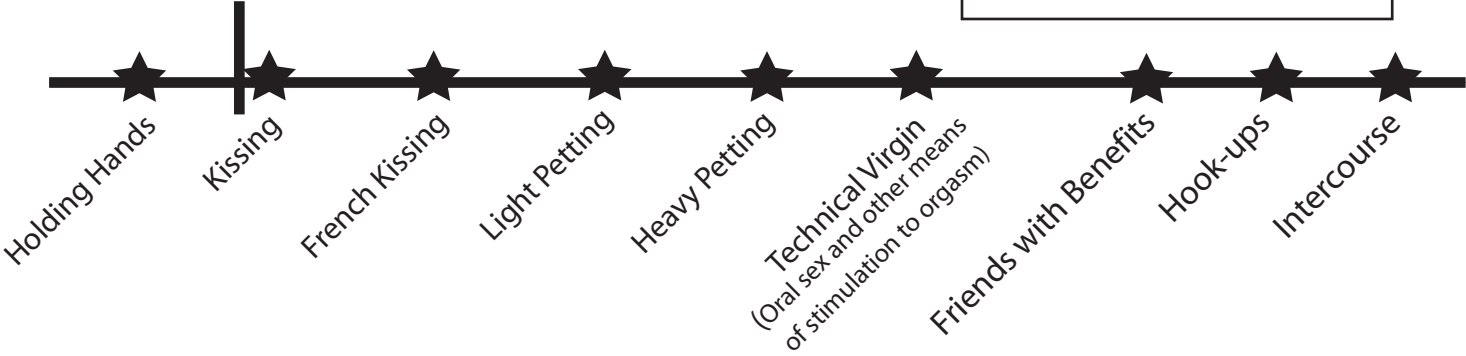 Holding Hands
Kissing
French Kissing
Light Petting
Heavy Petting
Technical Virgin
(Oral sex and other means
of stimulation to orgasm)
Friends with Benefits
Hook-ups
Intercourse